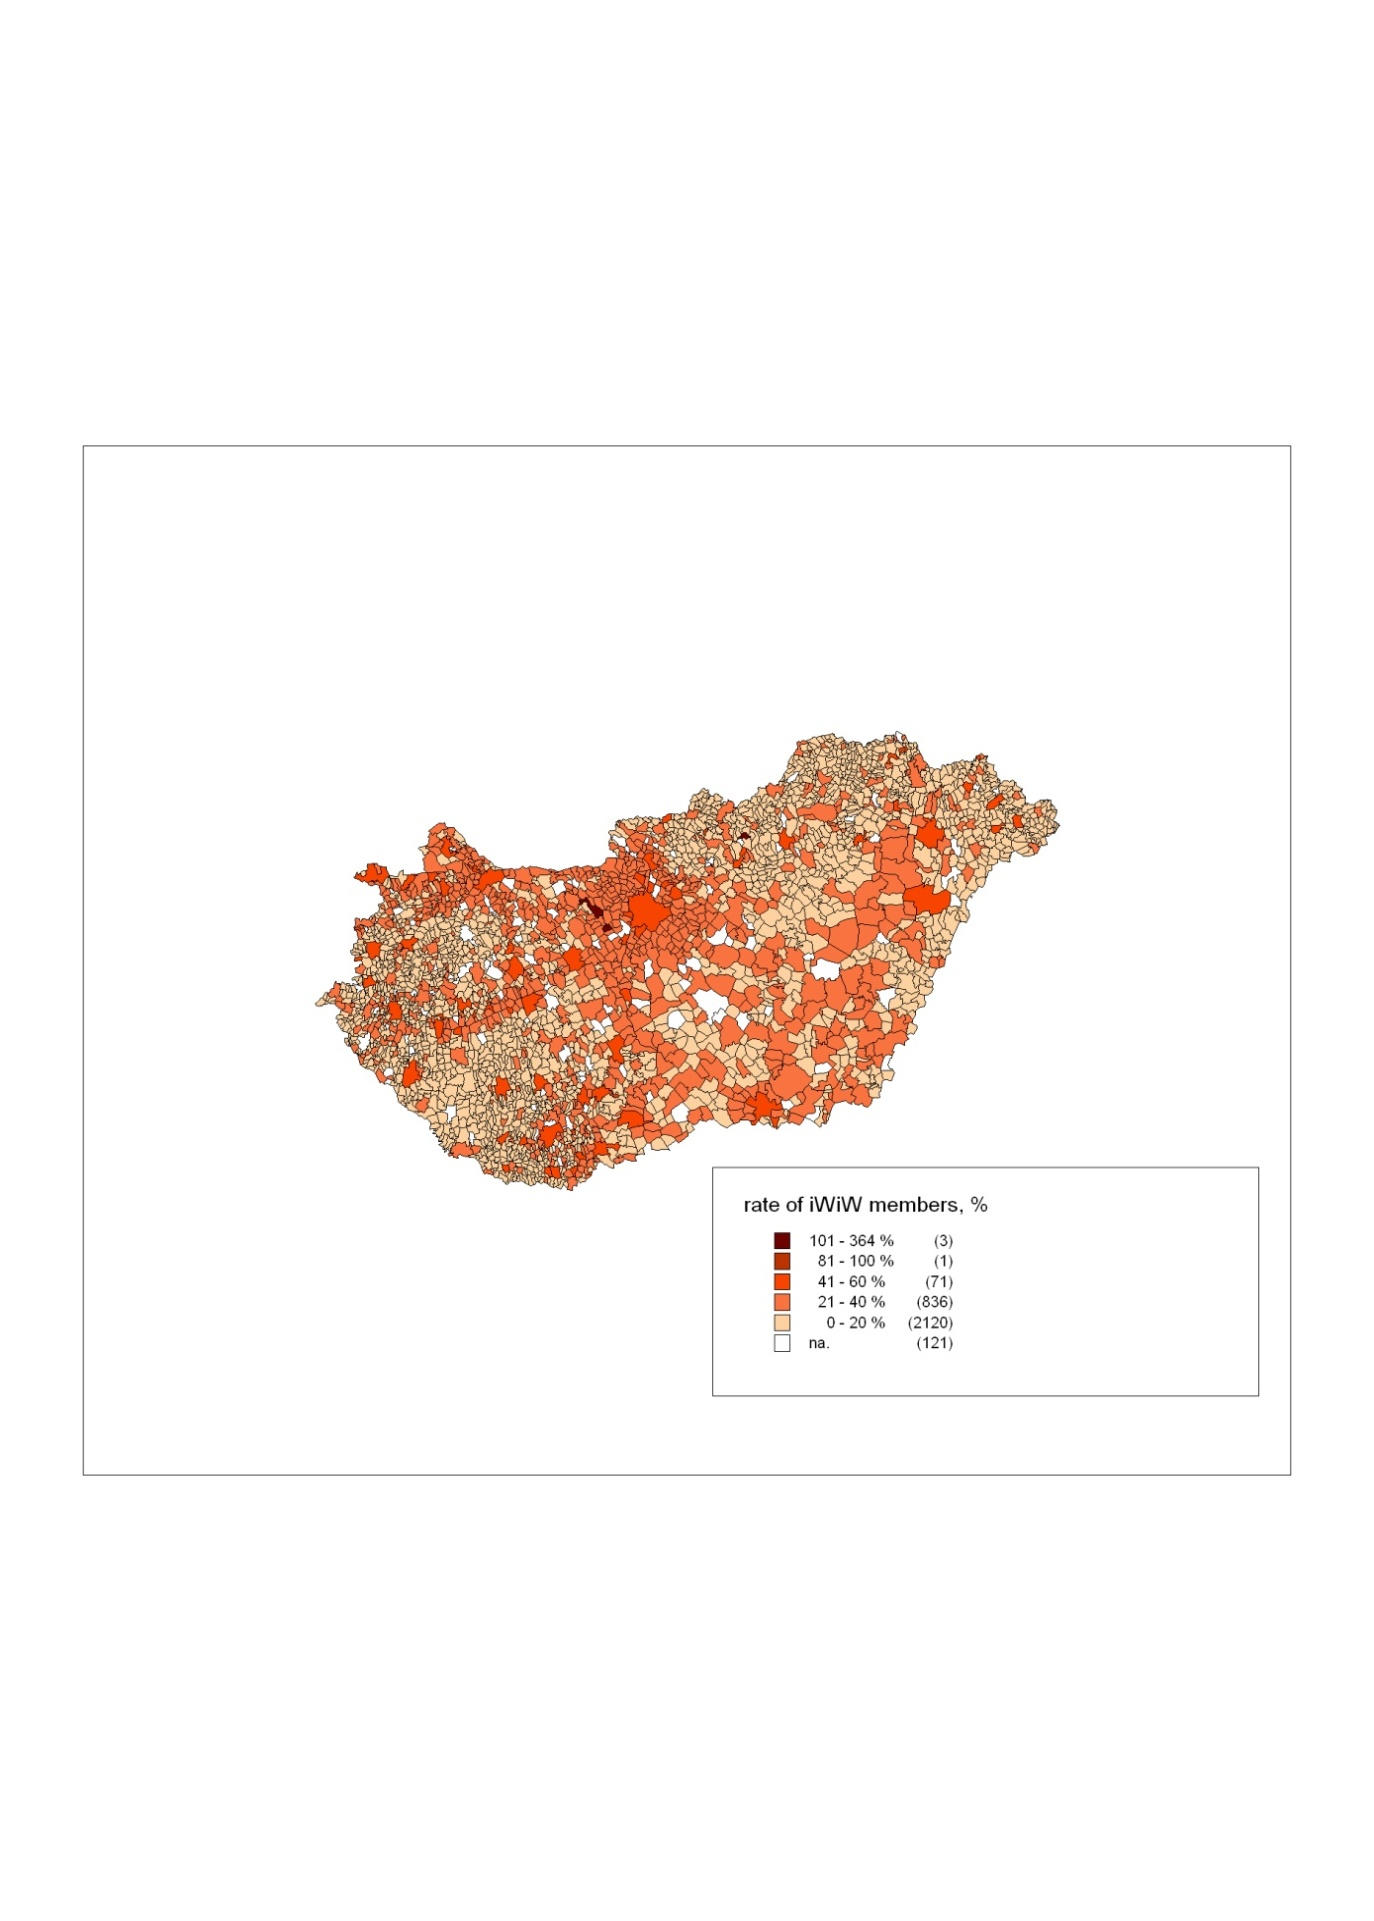 rate of iWiW members, %
101 - 364 % (3)
81 - 100 % (1)
41 - 60 % (71)
21 - 40 % (836)
0 - 20 % (2120)
na. (121)